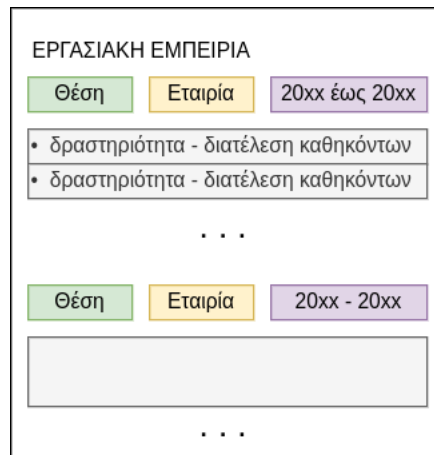 ΕΡΓΑΣΙΑΚΗ ΕΜΠΕΙΡΙΑ
Θέση Εταιρία 20xx έως 20xx
• δραστηριότητα - διατέλεση καθηκόντων
• δραστηριότητα - διατέλεση καθηκόντων
. . .
Θέση Εταιρία 20xx - 20xx
. . .